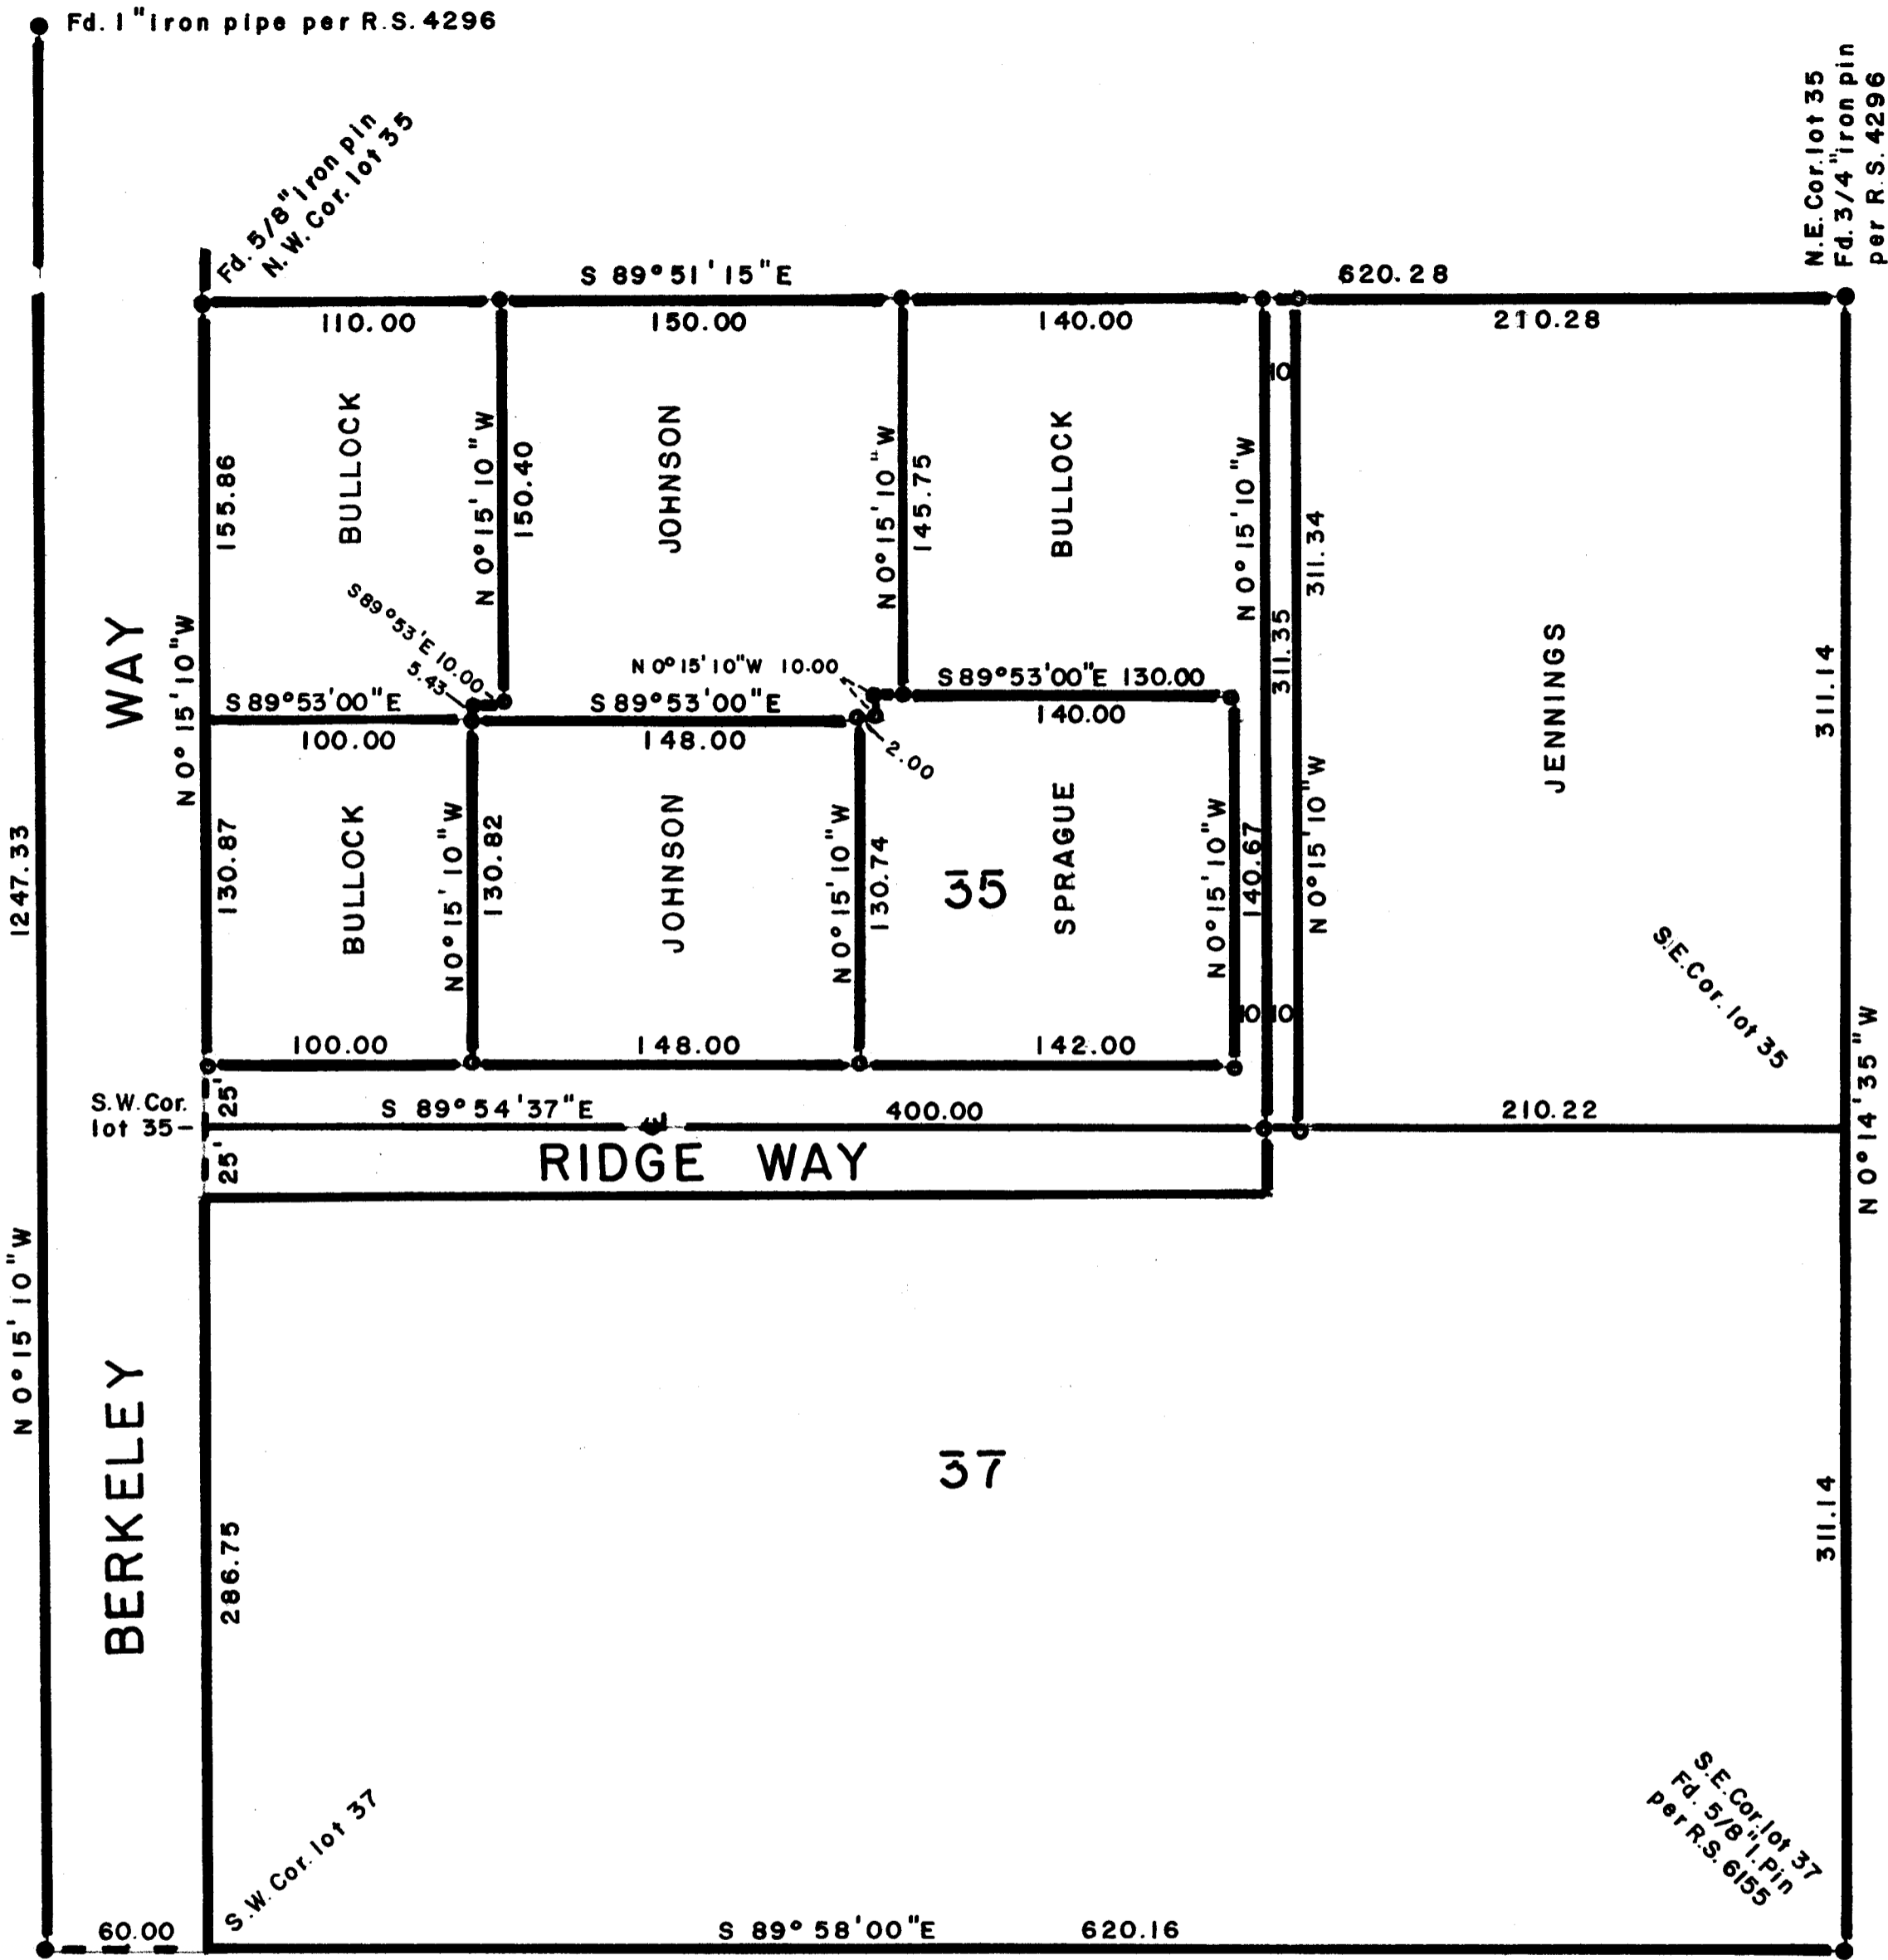 Fd. 1" iron pipe per R.S. 4296
Fd. 5/8" iron pin
N. W. Cor. lot 35
N.E. Cor. lot 35
Fd. 3/4" iron pin
per R.S. 4296
S 89°51'15"E
620.28
110.00
150.00
140.00
210.28
10
155.86
BULLOCK
N 0°15'10"W
150.40
JOHNSON
N 0°15'10"W
145.75
BULLOCK
N 0°15'10"W
311.35
311.34
N 0°15'10"W
JENNINGS
311.14
WAY
N 0°15'10"W
S 89°53'E 10.00
5.43
N 0°15'10"W 10.00
S 89°53'00"E 130.00
S 89°53'00"E
S 89°53'00"E
140.00
100.00
148.00
2.00
1247.33
130.87
BULLOCK
N 0°15'10"W
130.82
JOHNSON
N 0°15'10"W
130.74
35
SPRAGUE
N 0°15'10"W
140.67
S.E. Cor. lot 35
10
10
100.00
148.00
142.00
N 0°14'35"W
S.W. Cor.
lot 35
25'
S 89°54'37"E
400.00
210.22
25'
RIDGE WAY
N 0°15'10"W
BERKELEY
286.75
37
311.14
S.W. Cor. lot 37
S.E. Cor. lot 37
Fd. 5/8" I. Pin
per R.S. 6155
60.00
S 89°58'00"E
620.16